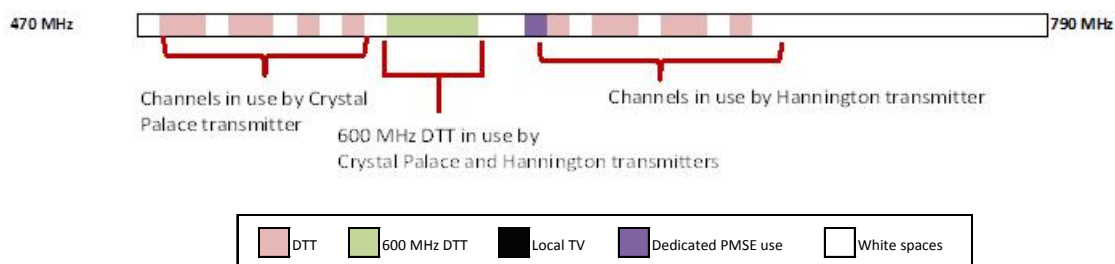 470 MHz
790 MHz
Channels in use by Crystal
Palace transmitter
600 MHz DTT in use by
Crystal Palace and Hannington transmitters
Channels in use by Hannington transmitter
DTT
600 MHz DTT
Local TV
Dedicated PMSE use
White spaces